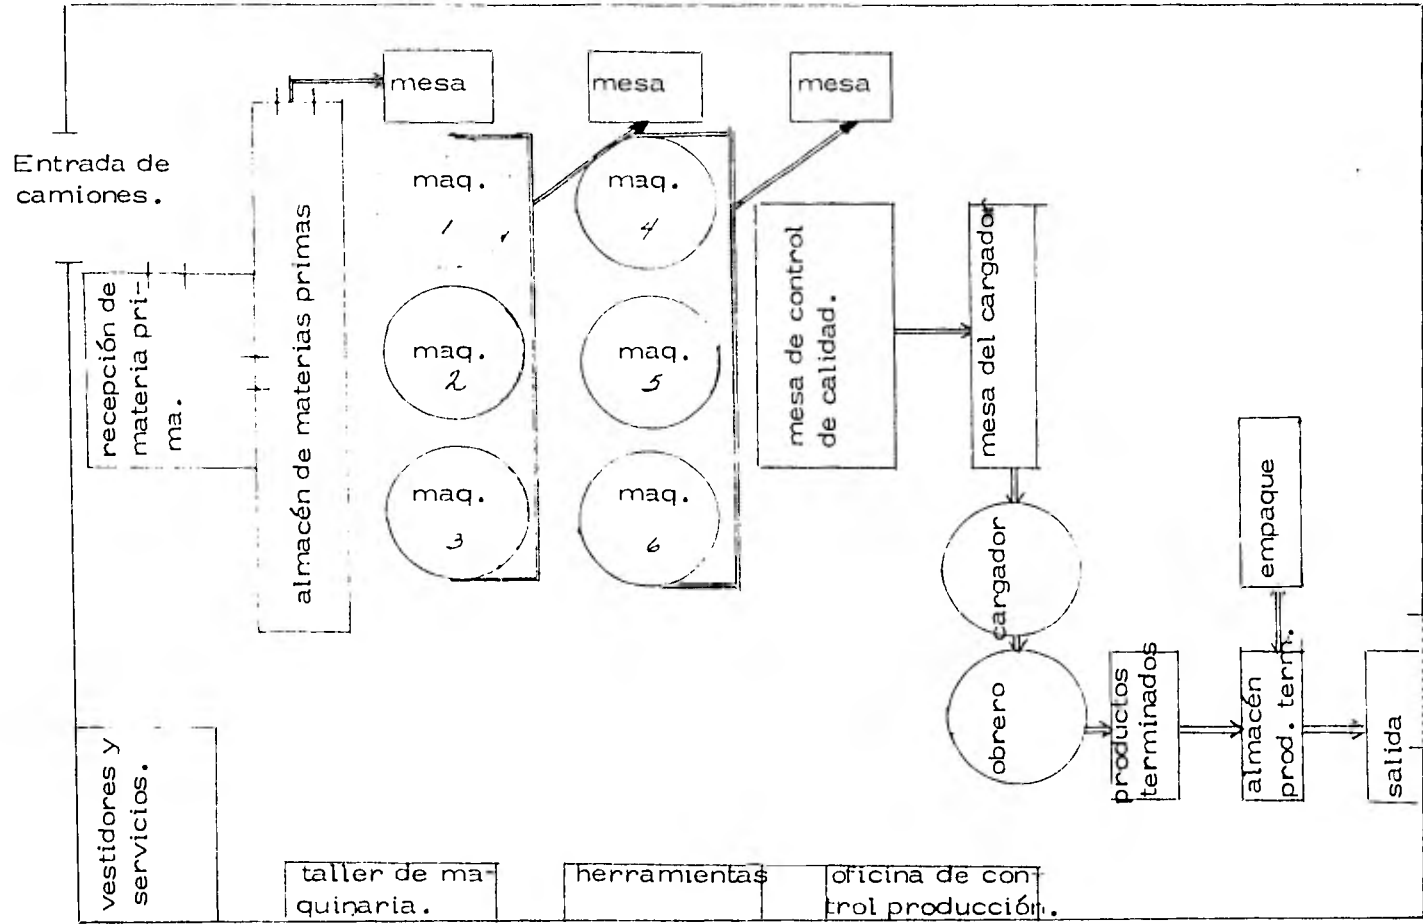 mesa
mesa
mesa
Entrada de
camiones.
recepción de
materia pri-
ma.
almacén de materias primas
maq.
1
maq.
2
maq.
3
maq.
4
maq.
5
maq.
6
mesa de control
de calidad.
mesa del cargador
cargador
obrero
productos
terminados
empaque
almacén
prod. term.
salida
vestidores y
servicios.
taller de ma-
quinaria.
herramientas
oficina de con-
trol producción.